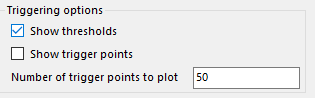 Triggering options
Show thresholds
Show trigger points
Number of trigger points to plot 50